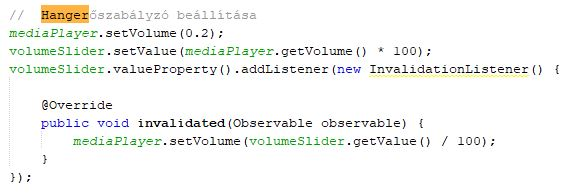 //  Hangerőszabályzó beállítása
mediaPlayer.setVolume(0.2);
volumeSlider.setValue(mediaPlayer.getVolume() * 100);
volumeSlider.valueProperty().addListener(new InvalidationListener() {
@Override
public void invalidated(Observable observable) {
mediaPlayer.setVolume(volumeSlider.getValue() / 100);
}
});